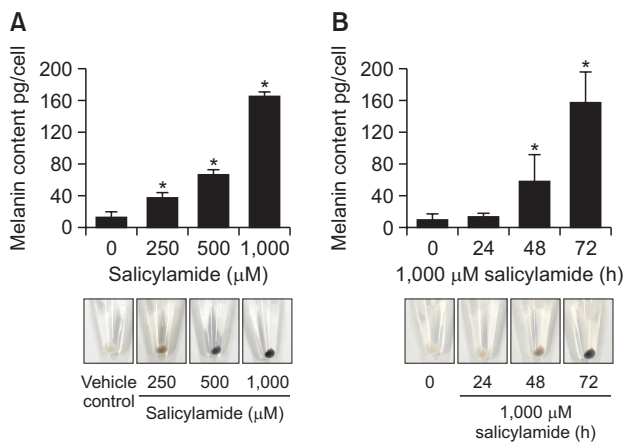 A
Melanin content pg/cell
200
160
120
80
40
0
*
*
*
0 250 500 1,000
Salicylamide (μM)
Vehicle control
250 500 1,000
Salicylamide (μM)
B
Melanin content pg/cell
200
160
120
80
40
0
*
*
0 24 48 72
1,000 μM salicylamide (h)
0 24 48 72
1,000 μM
salicylamide (h)